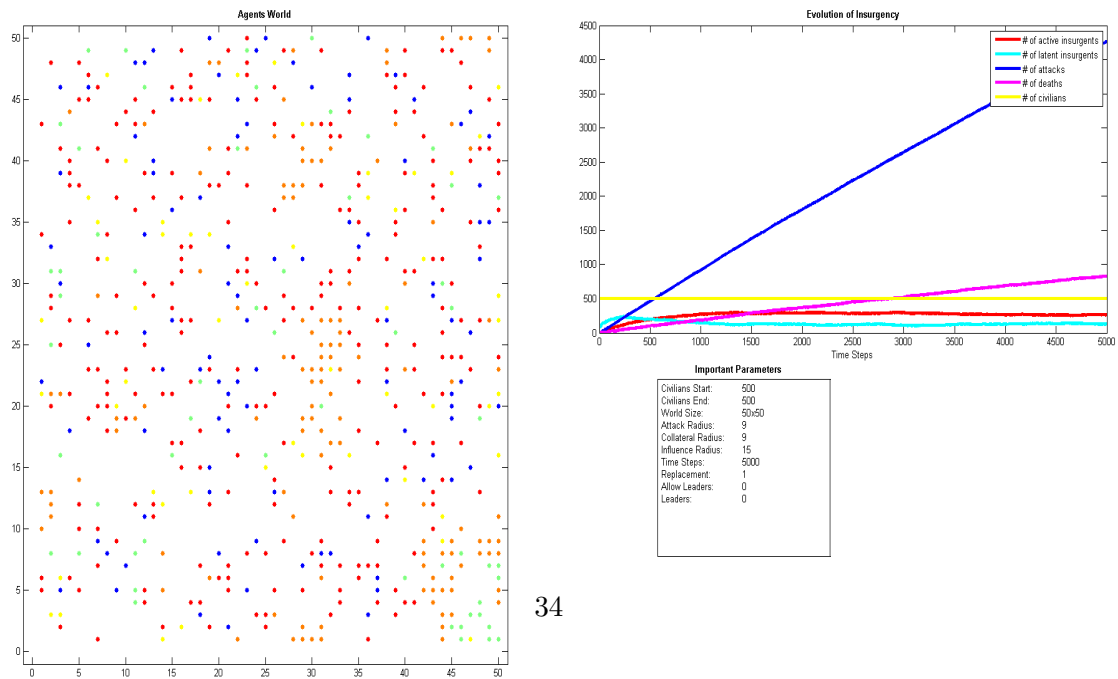 Agents World
50
45
40
35
30
25
20
15
10
5
0
0 5 10 15 20 25 30 35 40 45 50
Evolution of Insurgency
4500
4000
3500
3000
2500
2000
1500
1000
500
0
0 500 1000 1500 2000 2500 3000 3500 4000 4500 5000
Time Steps
# of active insurgents
# of latent insurgents
# of attacks
# of deaths
# of civilians
Important Parameters
Civilians Start: 500
Civilians End: 500
World Size: 50x50
Attack Radius: 9
Collateral Radius: 9
Influence Radius: 15
Time Steps: 5000
Replacement: 1
Allow Leaders: 0
Leaders: 0
34